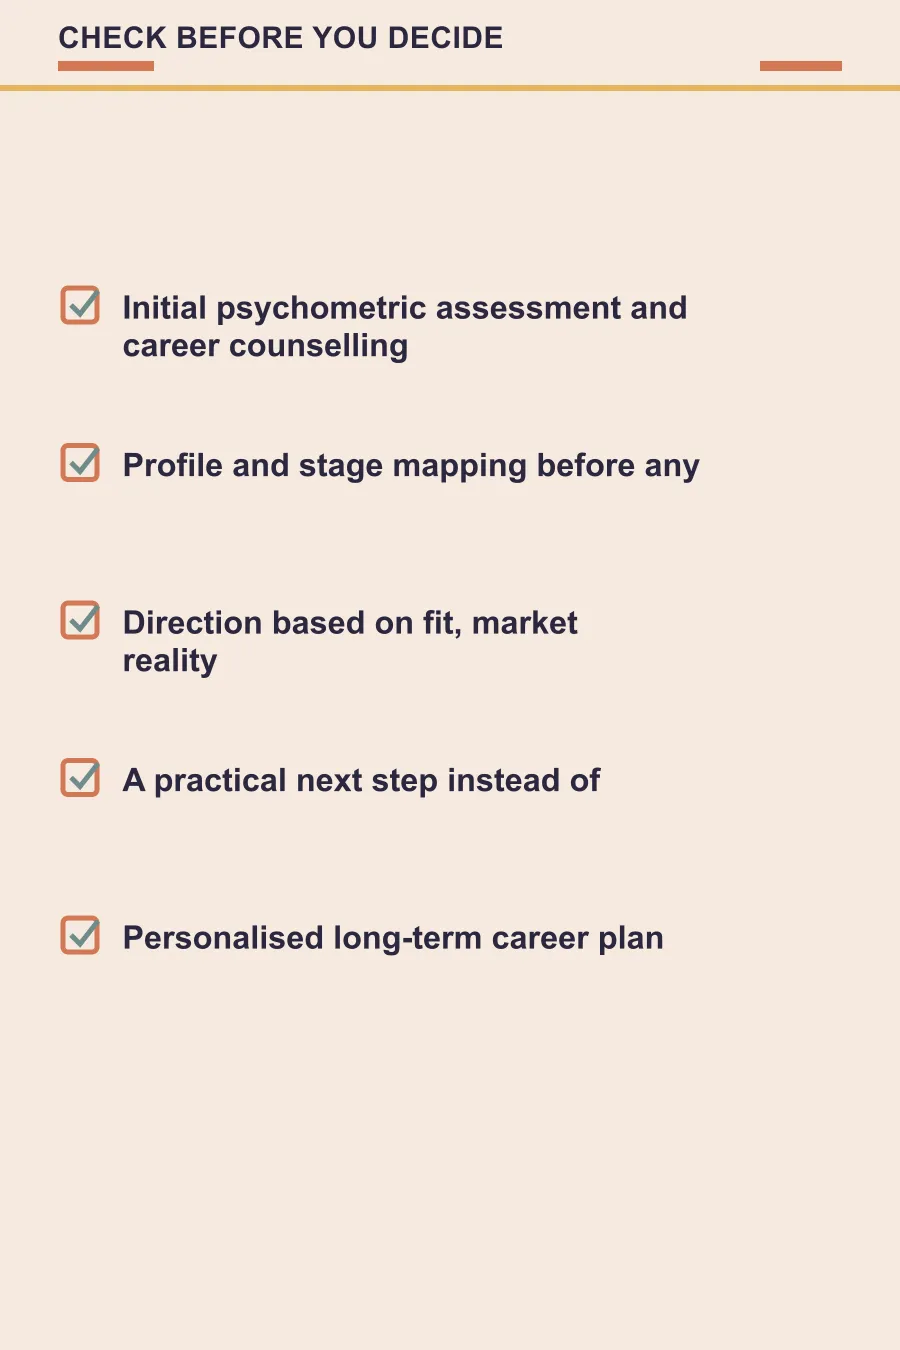 CHECK BEFORE YOU DECIDE
Initial psychometric assessment and
career counselling
Profile and stage mapping before any
Direction based on fit, market
reality
A practical next step instead of
Personalised long-term career plan